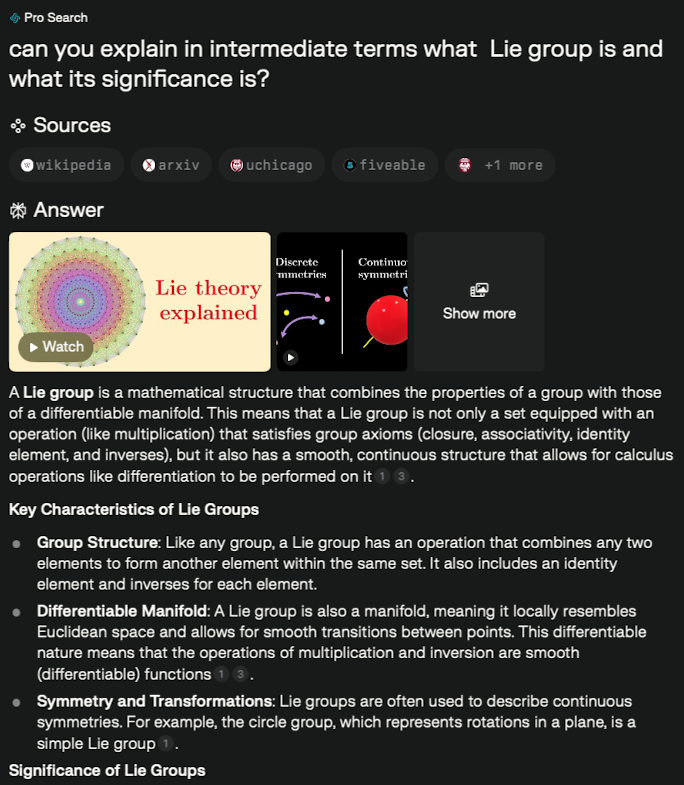 Pro Search
can you explain in intermediate terms what Lie group is and
what its significance is?
Sources
wikipedia
arxiv
uchicago
fiveable
+1 more
Answer
Lie theory
explained
Watch
Discrete
mmetries
Continuo
symmetri
Show more
A Lie group is a mathematical structure that combines the properties of a group with those
of a differentiable manifold. This means that a Lie group is not only a set equipped with an
operation (like multiplication) that satisfies group axioms (closure, associativity, identity
element, and inverses), but it also has a smooth, continuous structure that allows for calculus
operations like differentiation to be performed on it 1 3 .
Key Characteristics of Lie Groups
Group Structure: Like any group, a Lie group has an operation that combines any two
elements to form another element within the same set. It also includes an identity
element and inverses for each element.
Differentiable Manifold: A Lie group is also a manifold, meaning it locally resembles
Euclidean space and allows for smooth transitions between points. This differentiable
nature means that the operations of multiplication and inversion are smooth
(differentiable) functions 1 3 .
Symmetry and Transformations: Lie groups are often used to describe continuous
symmetries. For example, the circle group, which represents rotations in a plane, is a
simple Lie group 1 .
Significance of Lie Groups